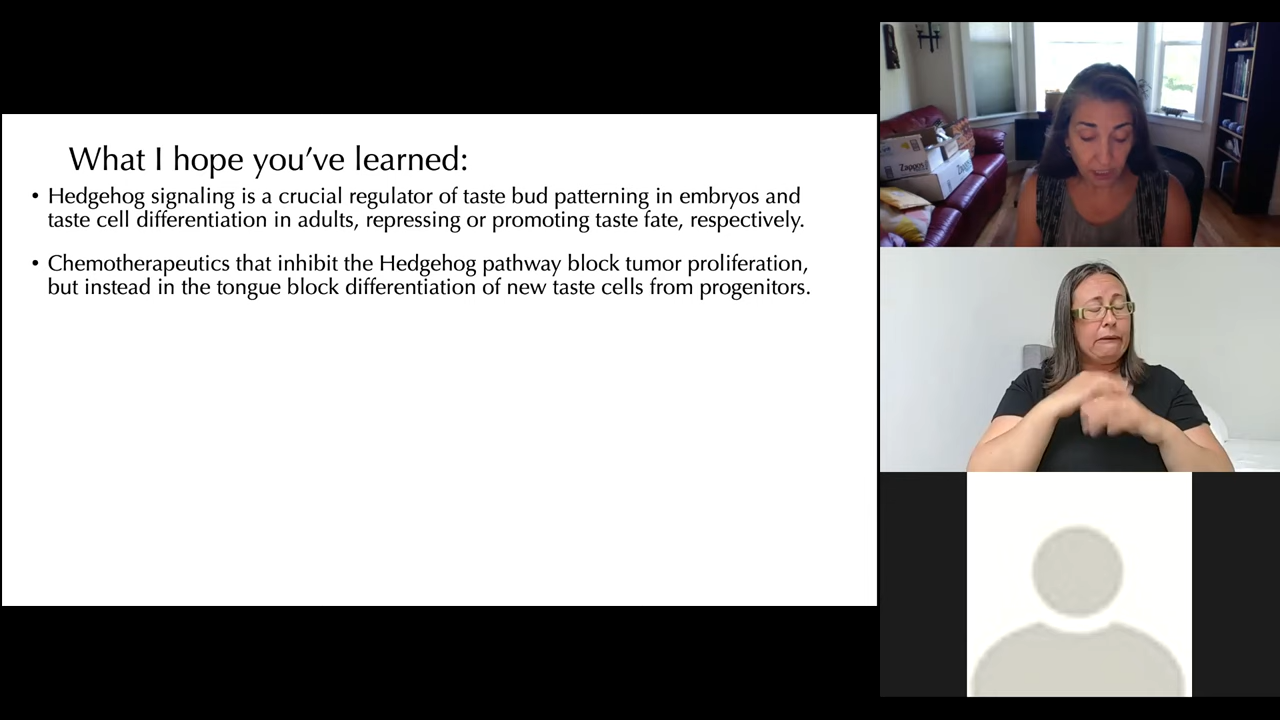 What I hope you've learned:
• Hedgehog signaling is a crucial regulator of taste bud patterning in embryos and
taste cell differentiation in adults, repressing or promoting taste fate, respectively.
• Chemotherapeutics that inhibit the Hedgehog pathway block tumor proliferation,
but instead in the tongue block differentiation of new taste cells from progenitors.
Zappos